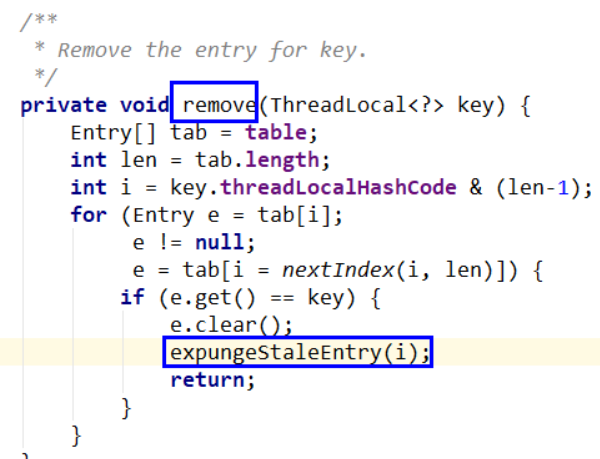 /**
 * Remove the entry for key.
 */
private void remove(ThreadLocal<?> key) {
    Entry[] tab = table;
    int len = tab.length;
    int i = key.threadLocalHashCode & (len-1);
    for (Entry e = tab[i];
         e != null;
         e = tab[i = nextIndex(i, len)]) {
        if (e.get() == key) {
            e.clear();
            expungeStaleEntry(i);
            return;
        }
    }